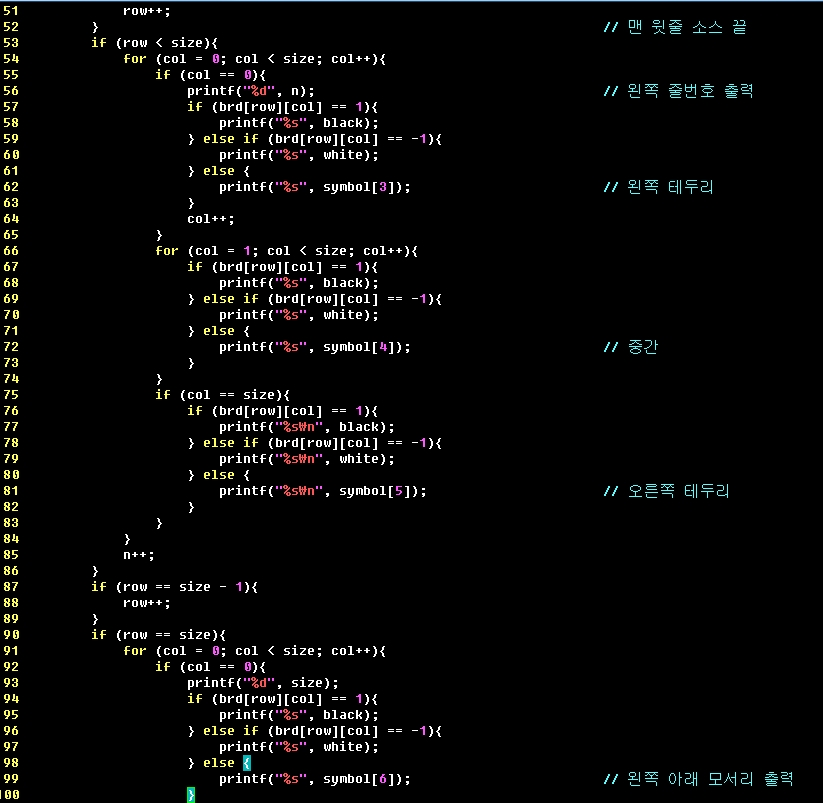 51 row++;
52 } // 맨 윗줄 소스 끝
53 if (row < size){
54 for (col = 0; col < size; col++){
55 if (col == 0){
56 printf("%d", n); // 왼쪽 줄번호 출력
57 if (brd[row][col] == 1){
58 printf("%s", black);
59 } else if (brd[row][col] == -1){
60 printf("%s", white);
61 } else {
62 printf("%s", symbol[3]); // 왼쪽 테두리
63 }
64 col++;
65 }
66 for (col = 1; col < size; col++){
67 if (brd[row][col] == 1){
68 printf("%s", black);
69 } else if (brd[row][col] == -1){
70 printf("%s", white);
71 } else {
72 printf("%s", symbol[4]); // 중간
73 }
74 }
75 if (col == size){
76 if (brd[row][col] == 1){
77 printf("%s₩n", black);
78 } else if (brd[row][col] == -1){
79 printf("%s₩n", white);
80 } else {
81 printf("%s₩n", symbol[5]); // 오른쪽 테두리
82 }
83 }
84 }
85 n++;
86 }
87 if (row == size - 1){
88 row++;
89 }
90 if (row == size){
91 for (col = 0; col < size; col++){
92 if (col == 0){
93 printf("%d", size);
94 if (brd[row][col] == 1){
95 printf("%s", black);
96 } else if (brd[row][col] == -1){
97 printf("%s", white);
98 } else {
99 printf("%s", symbol[6]); // 왼쪽 아래 모서리 출력
100 }